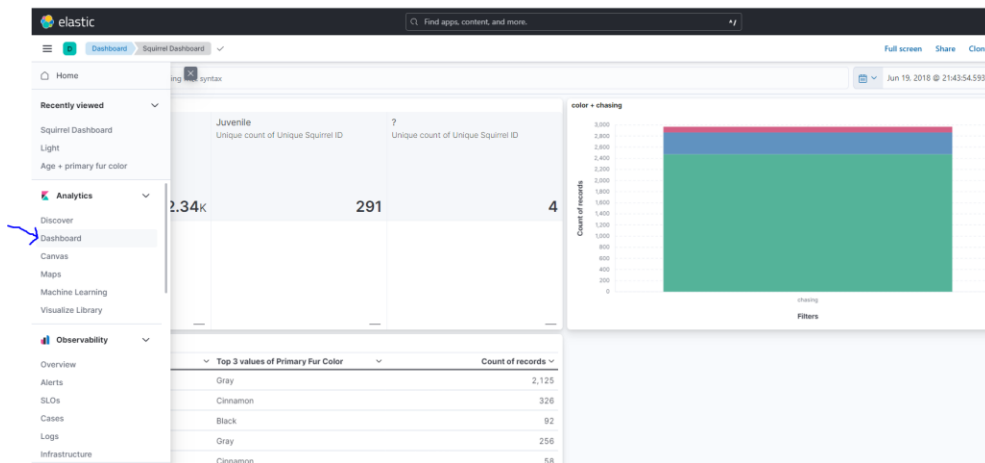 elastic
Find apps, content, and more.
^/
D
Dashboard
Squirrel Dashboard
Full screen
Share
Clon
Home
syntax
Jun 19, 2018 @ 21:43:54.593
Recently viewed
Squirrel Dashboard
Light
Age + primary fur color
Analytics
Discover
Dashboard
Canvas
Maps
Machine Learning
Visualize Library
Observability
Overview
Alerts
SLOs
Cases
Logs
Infrastructure
2.34K
Juvenile
Unique count of Unique Squirrel ID
291
?
Unique count of Unique Squirrel ID
4
color + chasing
Count of records
3,000
2,800
2,600
2,400
2,200
2,000
1,800
1,600
1,400
1,200
1,000
800
600
400
200
0
chasing
Filters
Top 3 values of Primary Fur Color
Count of records
Gray
2,125
Cinnamon
326
Black
92
Gray
256
Cinnamon
58